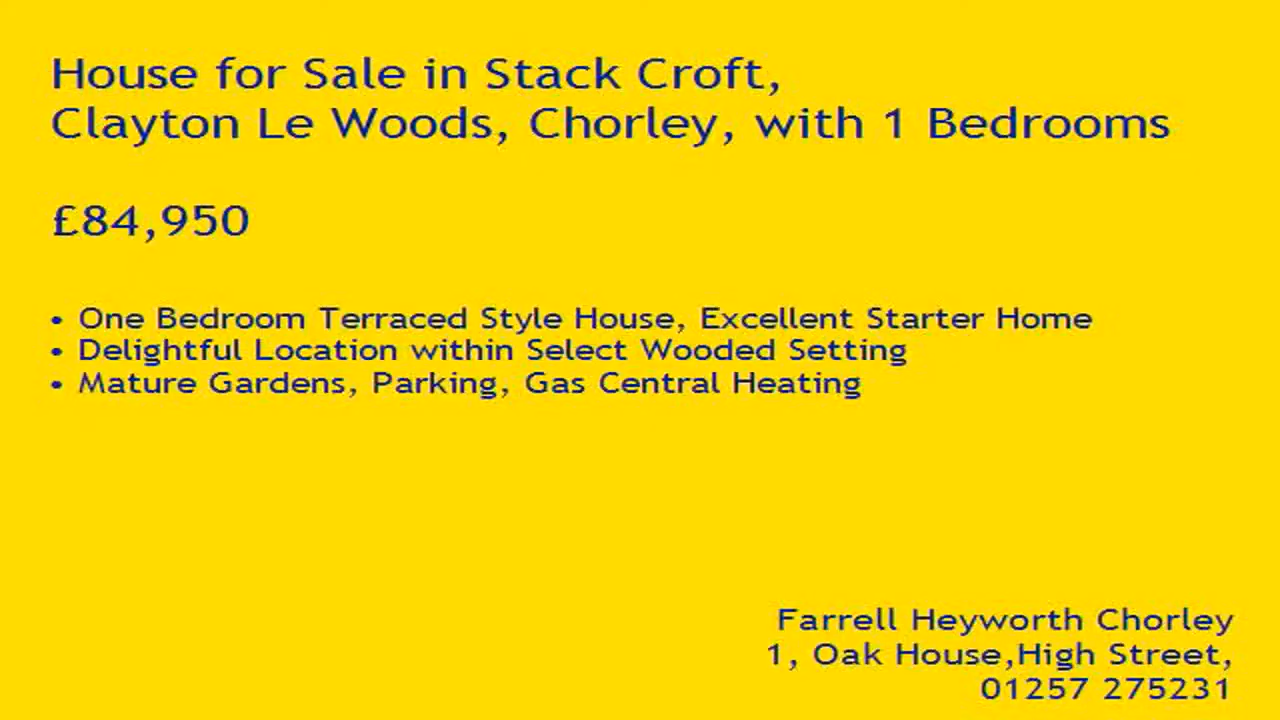 House for Sale in Stack Croft,
Clayton Le Woods, Chorley, with 1 Bedrooms
£84,950
• One Bedroom Terraced Style House, Excellent Starter Home
• Delightful Location within Select Wooded Setting
• Mature Gardens, Parking, Gas Central Heating
Farrell Heyworth Chorley
1, Oak House,High Street,
01257 275231